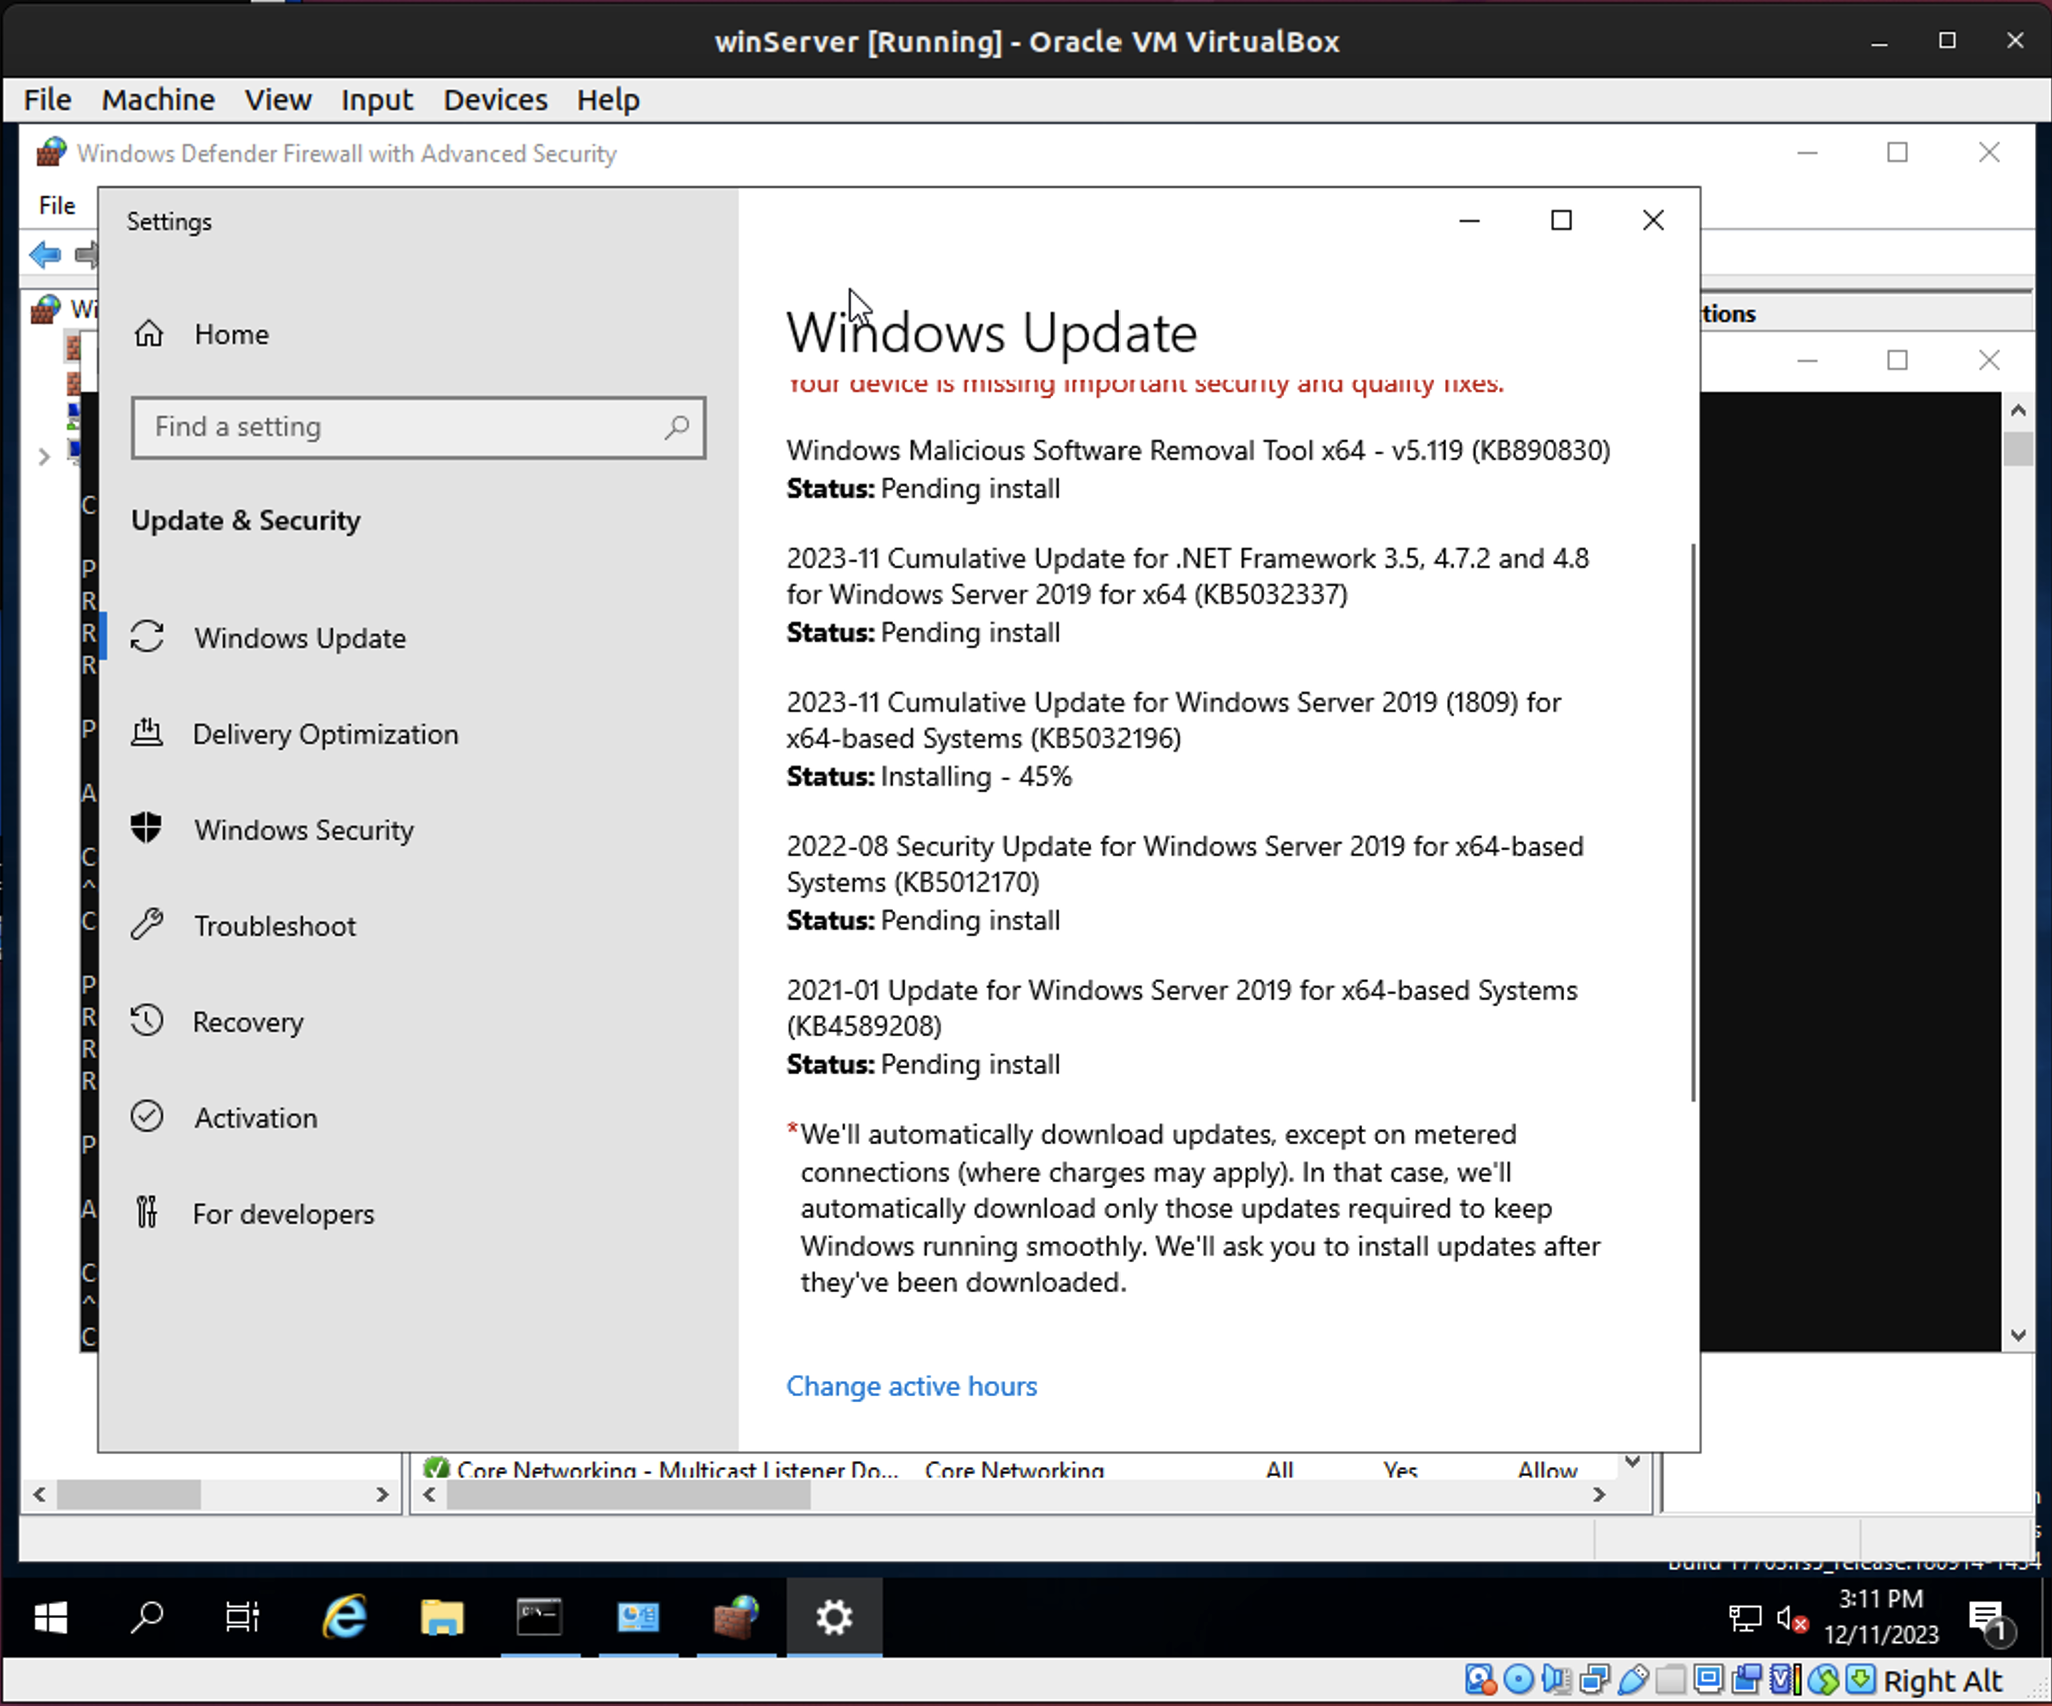 winServer [Running] - Oracle VM VirtualBox
File Machine View Input Devices Help
Windows Defender Firewall with Advanced Security
File
Settings
Home
Find a setting
Update & Security
Windows Update
Delivery Optimization
Windows Security
Troubleshoot
Recovery
Activation
For developers
Windows Update
Your device is missing important security and quality fixes.
Windows Malicious Software Removal Tool x64 - v5.119 (KB890830)
Status: Pending install
2023-11 Cumulative Update for .NET Framework 3.5, 4.7.2 and 4.8
for Windows Server 2019 for x64 (KB5032337)
Status: Pending install
2023-11 Cumulative Update for Windows Server 2019 (1809) for
x64-based Systems (KB5032196)
Status: Installing - 45%
2022-08 Security Update for Windows Server 2019 for x64-based
Systems (KB5012170)
Status: Pending install
2021-01 Update for Windows Server 2019 for x64-based Systems
(KB4589208)
Status: Pending install
*We'll automatically download updates, except on metered
connections (where charges may apply). In that case, we'll
automatically download only those updates required to keep
Windows running smoothly. We'll ask you to install updates after
they've been downloaded.
Change active hours
Core Networking - Multicast Listener Do... Core Networking All Yes Allow
3:11 PM
12/11/2023
1
Right Alt